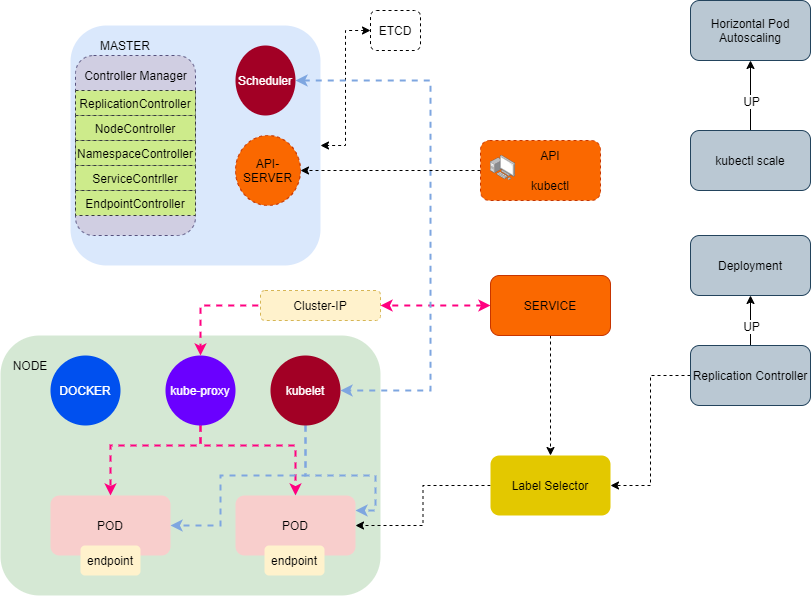 MASTER
Controller Manager
ReplicationController
NodeController
NamespaceController
ServiceContrller
EndpointController
Scheduler
API-
SERVER
ETCD
API
kubectl
Horizontal Pod
Autoscaling
UP
kubectl scale
Cluster-IP
SERVICE
Deployment
UP
Replication Controller
NODE
DOCKER
kube-proxy
kubelet
Label Selector
POD
endpoint
POD
endpoint